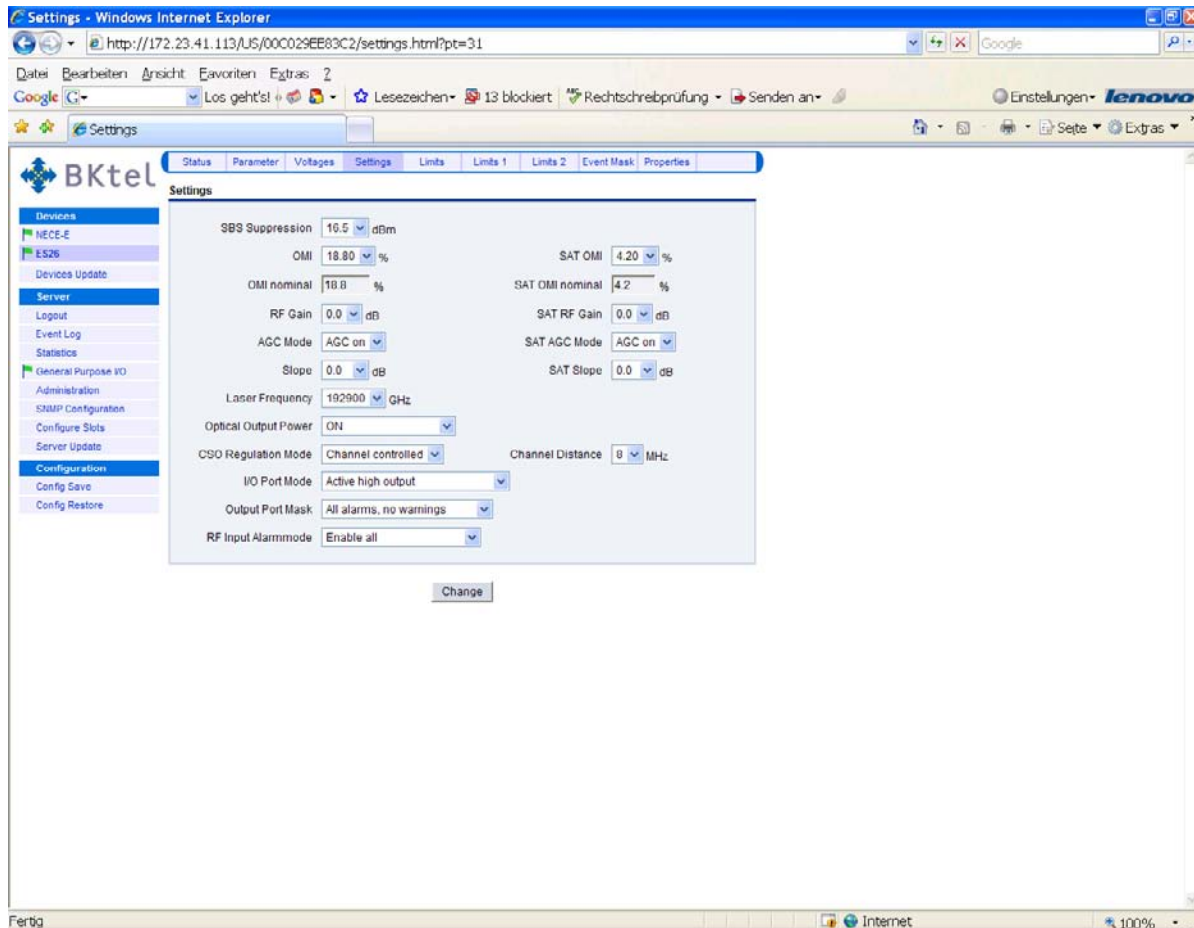 Settings - Windows Internet Explorer
http://172.23.41.113/US/00C029EE83C2/settings.html?pt=31
Google
Datei Bearbeiten Ansicht Favoriten Extras ?
Google G Los geht's! Lesezeichen 13 blockiert Rechtschreibprüfung Senden an Einstellungen lenovo
Settings
Seite Extras
BKtel
Status Parameter Voltages Settings Limits Limits 1 Limits 2 Event Mask Properties
Settings
Devices
NECE-E
ES26
Devices Update
Server
Logout
Event Log
Statistics
General Purpose I/O
Administration
SNMP Configuration
Configure Slots
Server Update
Configuration
Config Save
Config Restore
SBS Suppression 16.5 dBm
OMI 18.80 % SAT OMI 4.20 %
OMI nominal 18.8 % SAT OMI nominal 4.2 %
RF Gain 0.0 dB SAT RF Gain 0.0 dB
AGC Mode AGC on SAT AGC Mode AGC on
Slope 0.0 dB SAT Slope 0.0 dB
Laser Frequency 192900 GHz
Optical Output Power ON
CSO Regulation Mode Channel controlled Channel Distance 8 MHz
I/O Port Mode Active high output
Output Port Mask All alarms, no warnings
RF Input Alarmmode Enable all
Change
Fertig Internet 100%